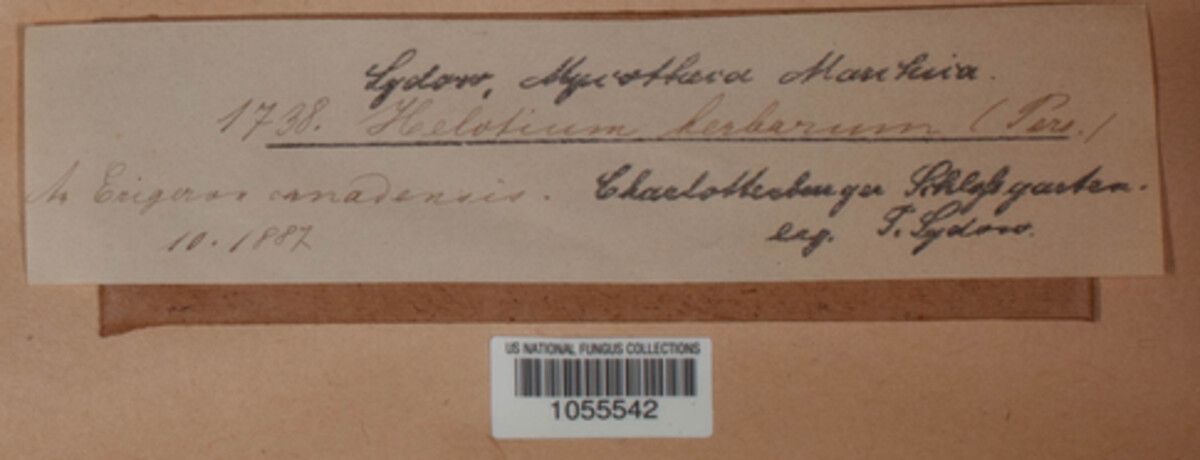 Sydow, Mycotheca Marchica.
1738. Helotium herbarum (Pers.)
An Erigeron canadensis.
10. 1887
Charlottenburger Schloßgarten.
leg. P. Sydow.
US NATIONAL FUNGUS COLLECTIONS
1055542